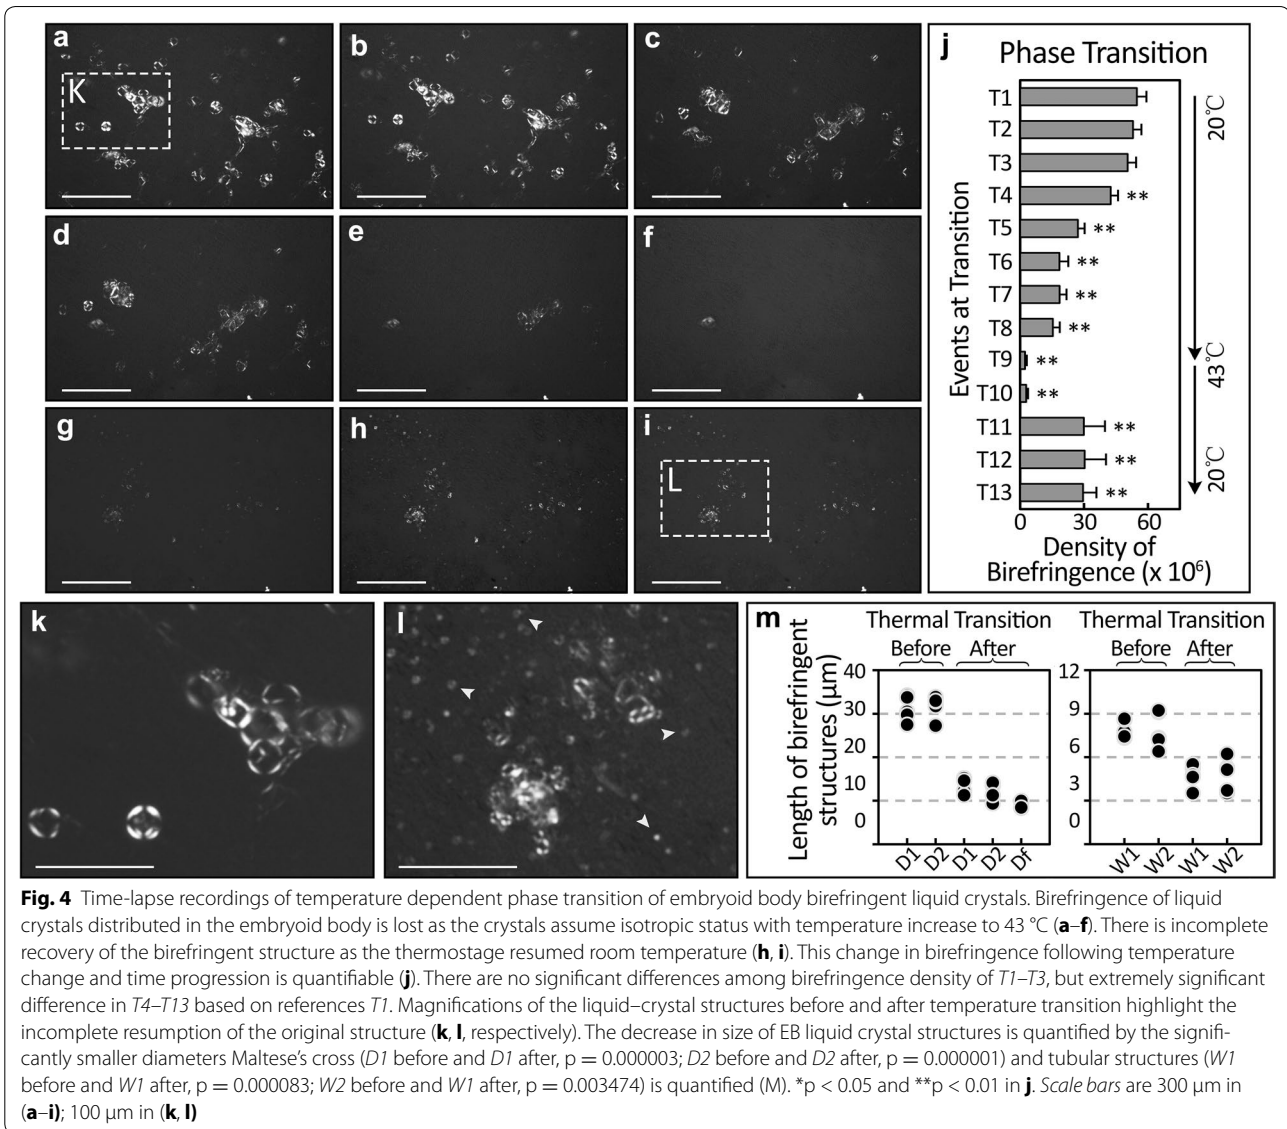 a
K
b
c
d
e
f
g
h
i
L
j
Phase Transition
Events at Transition
T1
T2
T3
T4 **
T5 **
T6 **
T7 **
T8 **
T9 **
T10 **
T11 **
T12 **
T13 **
20°C
43°C
20°C
0 30 60
Density of
Birefringence (x 10⁶)
k
l
m
Length of birefringent
structures (µm)
Thermal Transition
Before After
40
30
20
10
0
D1 D2 D1 D2 Df
Thermal Transition
Before After
12
9
6
3
0
W1 W2 W1 W2
Fig. 4 Time-lapse recordings of temperature dependent phase transition of embryoid body birefringent liquid crystals. Birefringence of liquid
crystals distributed in the embryoid body is lost as the crystals assume isotropic status with temperature increase to 43 °C (a–f). There is incomplete
recovery of the birefringent structure as the thermostage resumed room temperature (h, i). This change in birefringence following temperature
change and time progression is quantifiable (j). There are no significant differences among birefringence density of T1–T3, but extremely significant
difference in T4–T13 based on references T1. Magnifications of the liquid–crystal structures before and after temperature transition highlight the
incomplete resumption of the original structure (k, l, respectively). The decrease in size of EB liquid crystal structures is quantified by the signifi-
cantly smaller diameters Maltese's cross (D1 before and D1 after, p = 0.000003; D2 before and D2 after, p = 0.000001) and tubular structures (W1
before and W1 after, p = 0.000083; W2 before and W1 after, p = 0.003474) is quantified (M). *p < 0.05 and **p < 0.01 in j. Scale bars are 300 µm in
(a–i); 100 µm in (k, l)